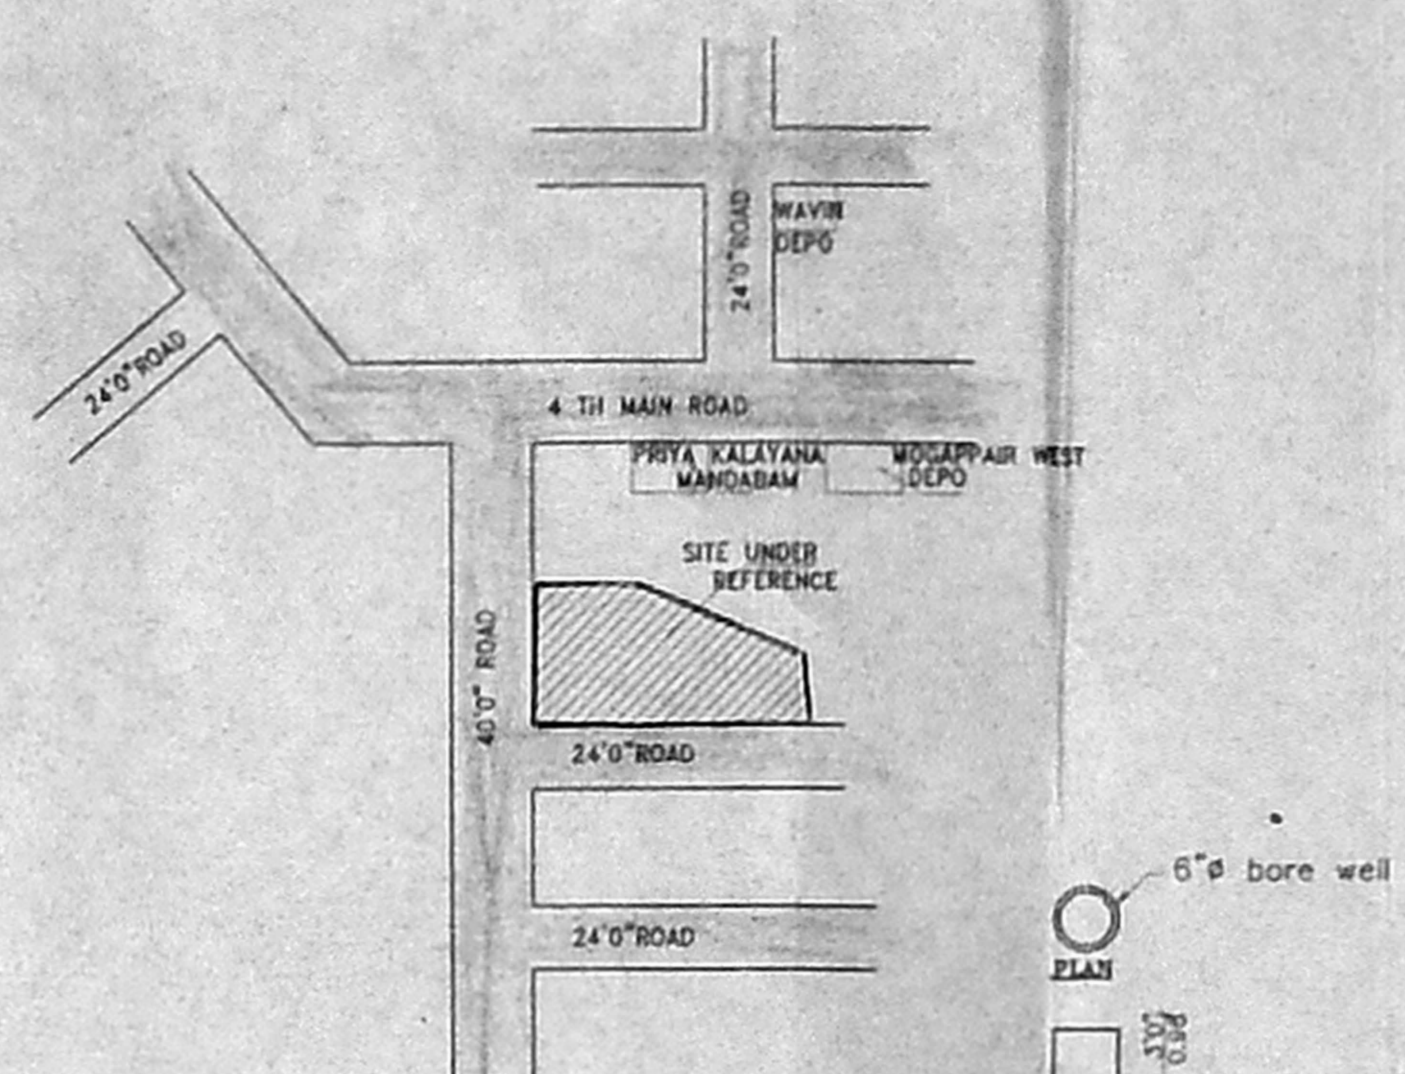 24'0"ROAD
WAVIN
DEPO
24'0"ROAD
4 TH MAIN ROAD
PRIYA KALAYANA
MANDABAM
MOGAPPAIR WEST
DEPO
SITE UNDER
REFERENCE
40'0" ROAD
24'0"ROAD
6"ø bore well
24'0"ROAD
PLAN